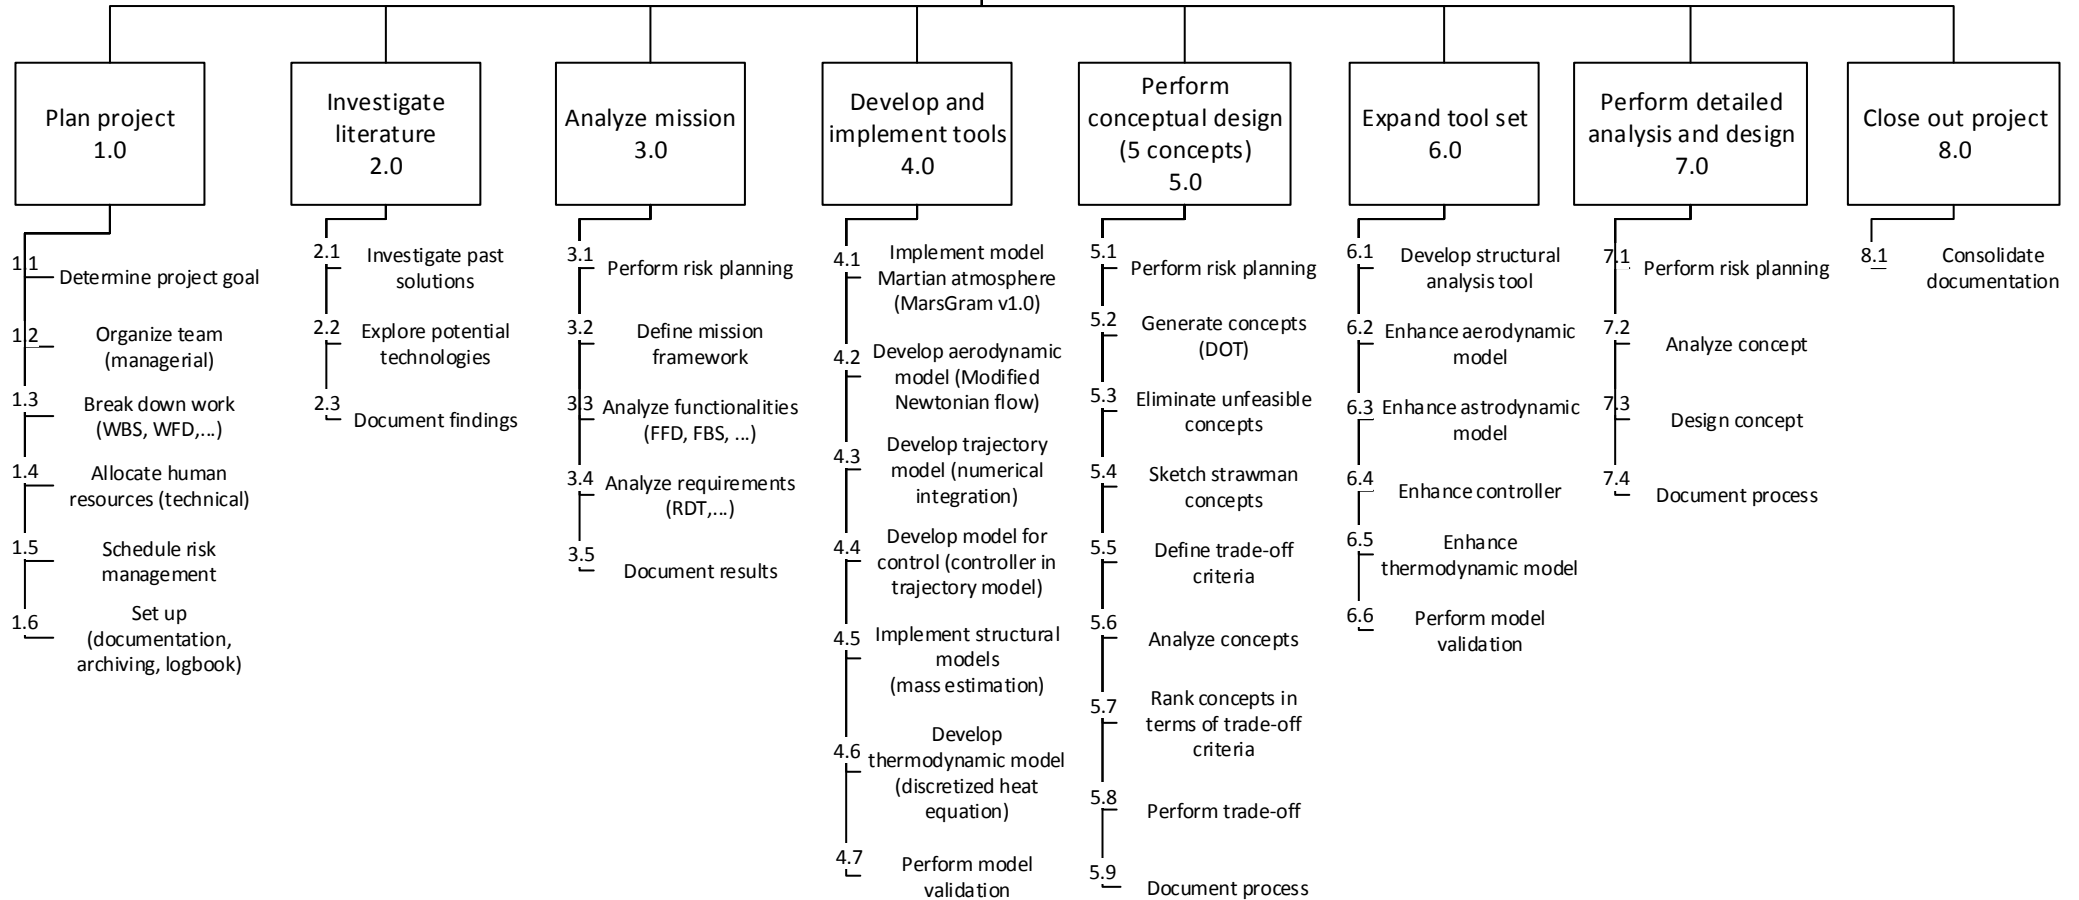 Plan project
1.0
1.1
Determine project goal
1.2
Organize team
(managerial)
1.3
Break down work
(WBS, WFD,...)
1.4
Allocate human
resources (technical)
1.5
Schedule risk
management
1.6
Set up
(documentation,
archiving, logbook)
Investigate
literature
2.0
2.1
Investigate past
solutions
2.2
Explore potential
technologies
2.3
Document findings
Analyze mission
3.0
3.1
Perform risk planning
3.2
Define mission
framework
3.3
Analyze functionalities
(FFD, FBS, ...)
3.4
Analyze requirements
(RDT,...)
3.5
Document results
Develop and
implement tools
4.0
4.1
Implement model
Martian atmosphere
(MarsGram v1.0)
4.2
Develop aerodynamic
model (Modified
Newtonian flow)
4.3
Develop trajectory
model (numerical
integration)
4.4
Develop model for
control (controller in
trajectory model)
4.5
Implement structural
models
(mass estimation)
4.6
Develop
thermodynamic model
(discretized heat
equation)
4.7
Perform model
validation
Perform
conceptual design
(5 concepts)
5.0
5.1
Perform risk planning
5.2
Generate concepts
(DOT)
5.3
Eliminate unfeasible
concepts
5.4
Sketch strawman
concepts
5.5
Define trade-off
criteria
5.6
Analyze concepts
5.7
Rank concepts in
terms of trade-off
criteria
5.8
Perform trade-off
5.9
Document process
Expand tool set
6.0
6.1
Develop structural
analysis tool
6.2
Enhance aerodynamic
model
6.3
Enhance astrodynamic
model
6.4
Enhance controller
6.5
Enhance
thermodynamic model
6.6
Perform model
validation
Perform detailed
analysis and design
7.0
7.1
Perform risk planning
7.2
Analyze concept
7.3
Design concept
7.4
Document process
Close out project
8.0
8.1
Consolidate
documentation